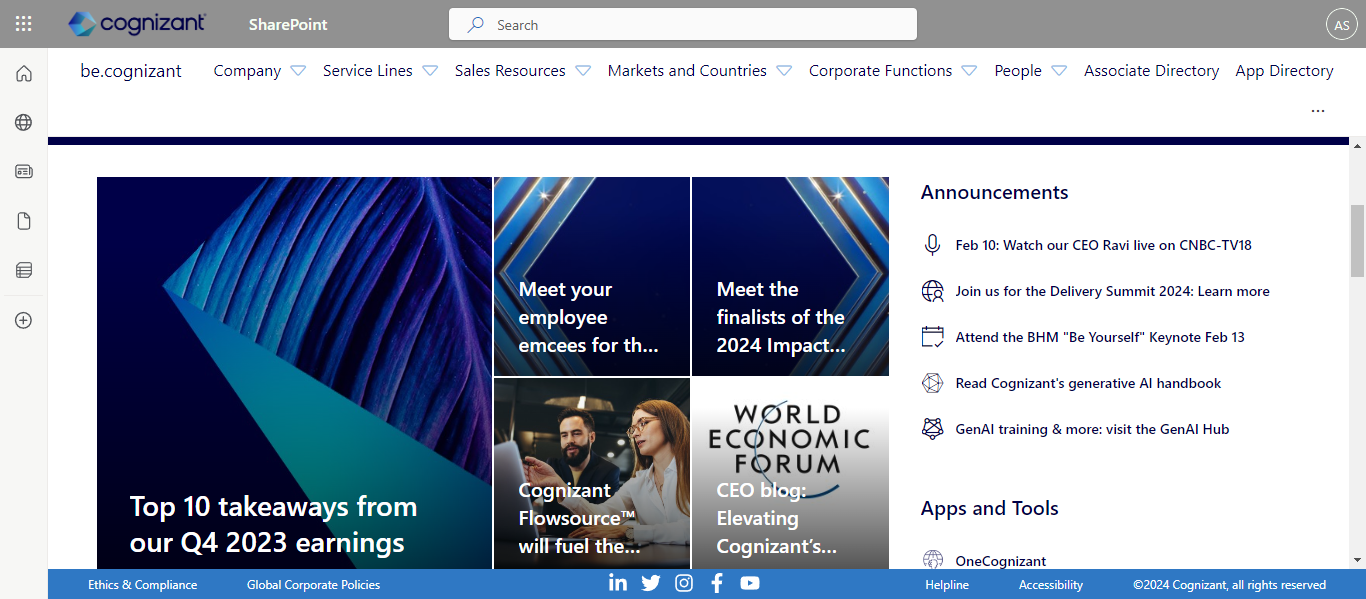 cognizant
SharePoint
Search
AS
be.cognizant
Company
Service Lines
Sales Resources
Markets and Countries
Corporate Functions
People
Associate Directory
App Directory
...
Top 10 takeaways from
our Q4 2023 earnings
Meet your
employee
emcees for th...
Meet the
finalists of the
2024 Impact...
Cognizant
Flowsource™
will fuel the...
WORLD
ECONOMIC
FORUM
CEO blog:
Elevating
Cognizant’s...
Announcements
Feb 10: Watch our CEO Ravi live on CNBC-TV18
Join us for the Delivery Summit 2024: Learn more
Attend the BHM "Be Yourself" Keynote Feb 13
Read Cognizant's generative AI handbook
GenAI training & more: visit the GenAI Hub
Apps and Tools
OneCognizant
Ethics & Compliance
Global Corporate Policies
Helpline
Accessibility
©2024 Cognizant, all rights reserved